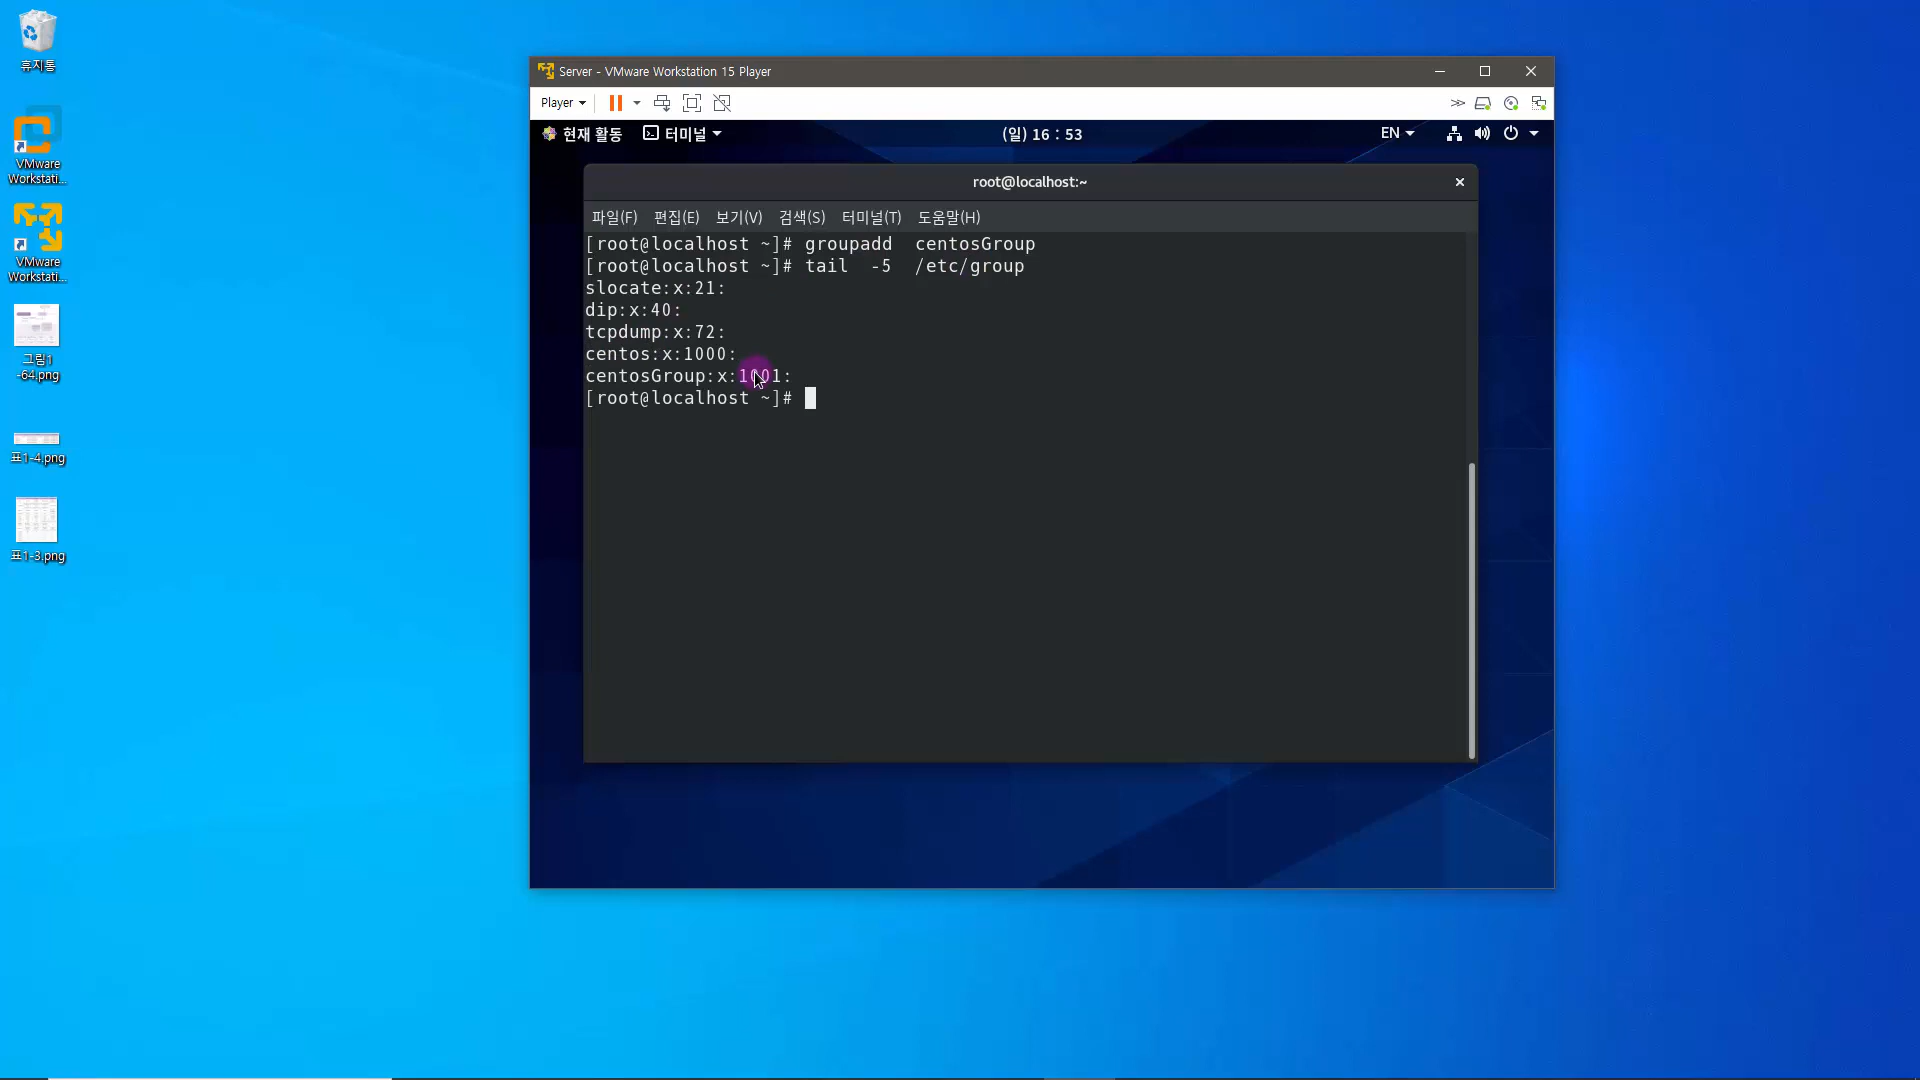 휴지통
VMware
Workstati...
VMware
Workstati...
그림1
-64.png
표1-4.png
표1-3.png
Server - VMware Workstation 15 Player
Player
현재 활동
터미널
(일) 16 : 53
EN
root@localhost:~
파일(F) 편집(E) 보기(V) 검색(S) 터미널(T) 도움말(H)
[root@localhost ~]# groupadd  centosGroup
[root@localhost ~]# tail  -5  /etc/group
slocate:x:21:
dip:x:40:
tcpdump:x:72:
centos:x:1000:
centosGroup:x:1001:
[root@localhost ~]#